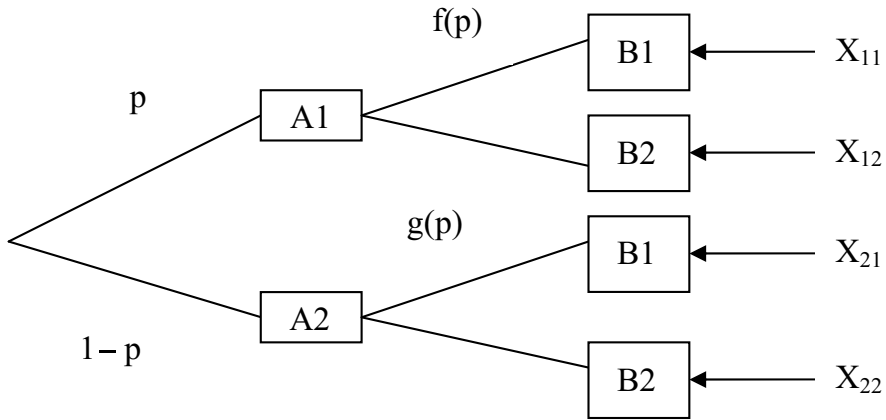 f(p)
B1
X11
p
A1
B2
X12
g(p)
B1
X21
A2
1 – p
B2
X22